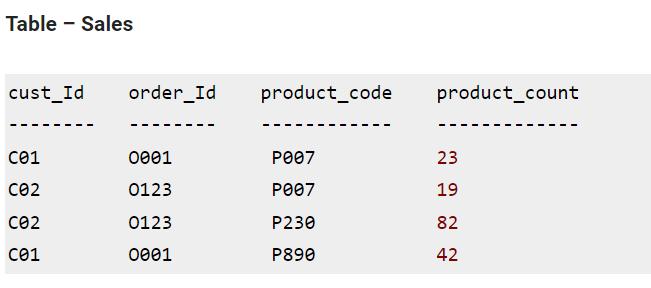 Table – Sales
cust_Id order_Id product_code product_count
-------- -------- ------------ -------------
C01 O001 P007 23
C02 O123 P007 19
C02 O123 P230 82
C01 O001 P890 42